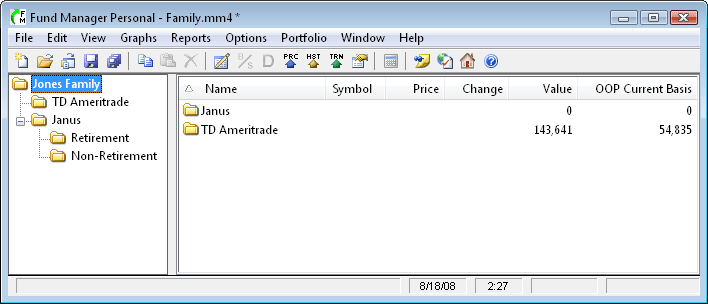 Fund Manager Personal - Family.mm4 *
File Edit View Graphs Reports Options Portfolio Window Help
B/S D PRC HST TRN
Jones Family
TD Ameritrade
Janus
Retirement
Non-Retirement
Name Symbol Price Change Value OOP Current Basis
Janus 0 0
TD Ameritrade 143,641 54,835
8/18/08 2:27